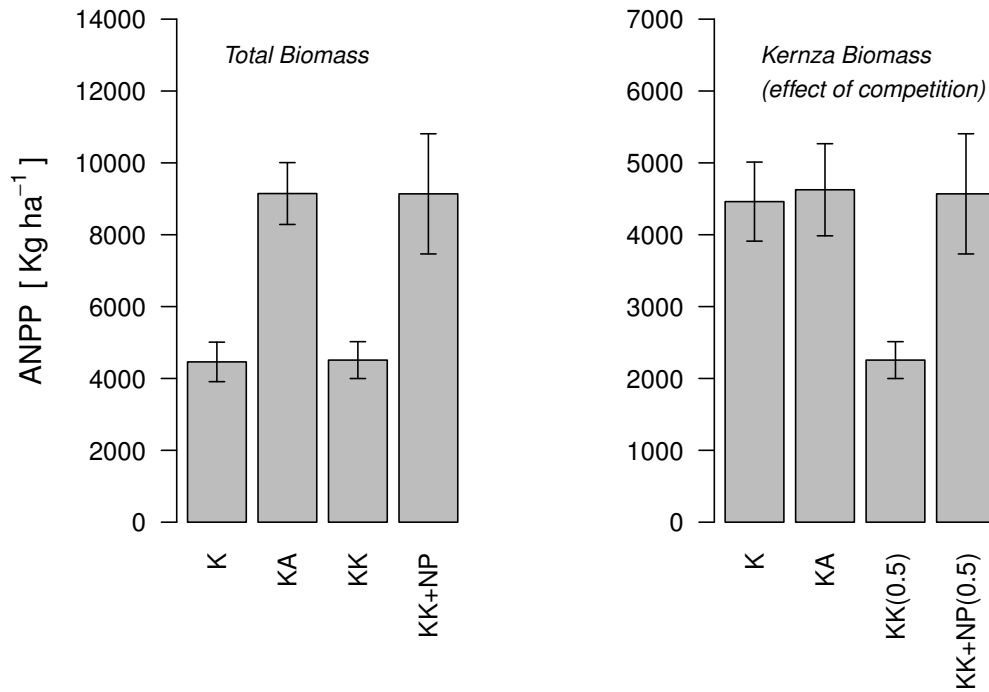 ANPP [ Kg ha⁻¹ ]
14000
12000
10000
8000
6000
4000
2000
0
Total Biomass
K
KA
KK
KK+NP
7000
6000
5000
4000
3000
2000
1000
0
Kernza Biomass
(effect of competition)
K
KA
KK(0.5)
KK+NP(0.5)